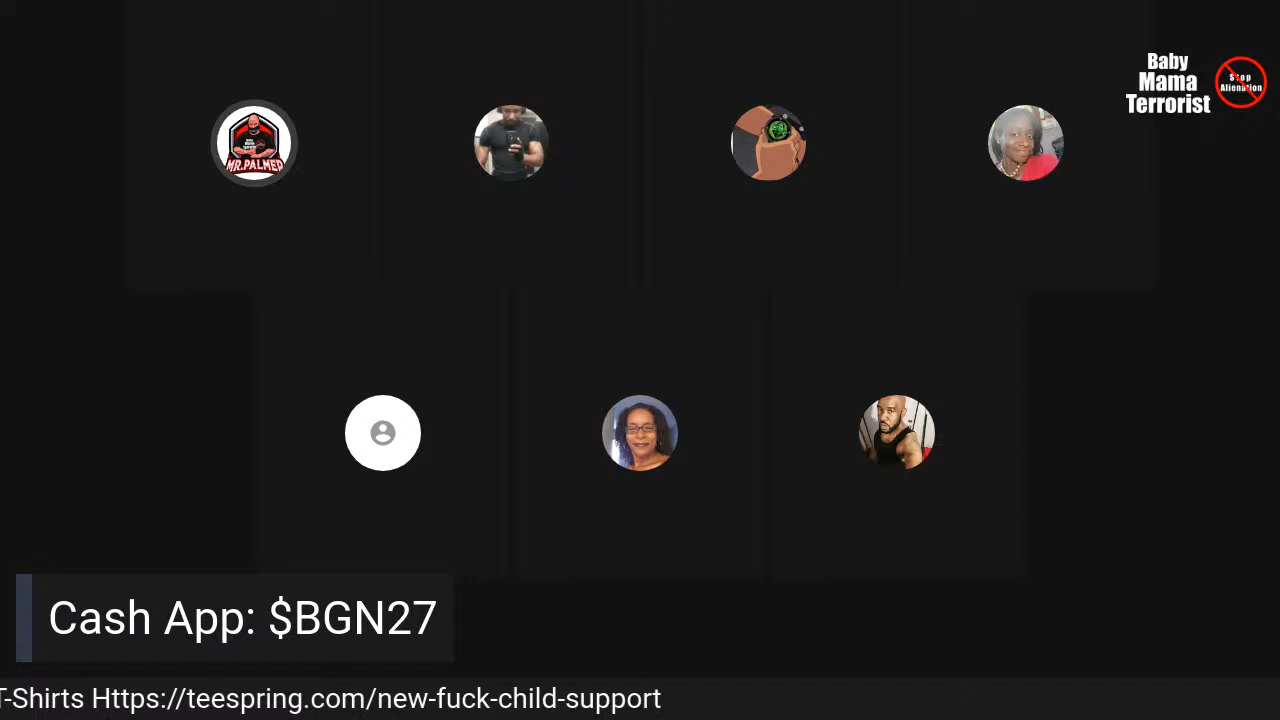 Baby
Mama
Terrorist
Stop
Alienation
MR.PALMER
Cash App: $BGN27
T-Shirts Https://teespring.com/new-fuck-child-support